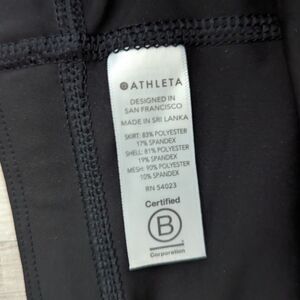 ATHLETA
DESIGNED IN
SAN FRANCISCO
MADE IN SRI LANKA
SKIRT: 83% POLYESTER
17% SPANDEX
SHELL: 81% POLYESTER
19% SPANDEX
MESH: 90% POLYESTER
10% SPANDEX
RN 54023
Certified
B
Corporation